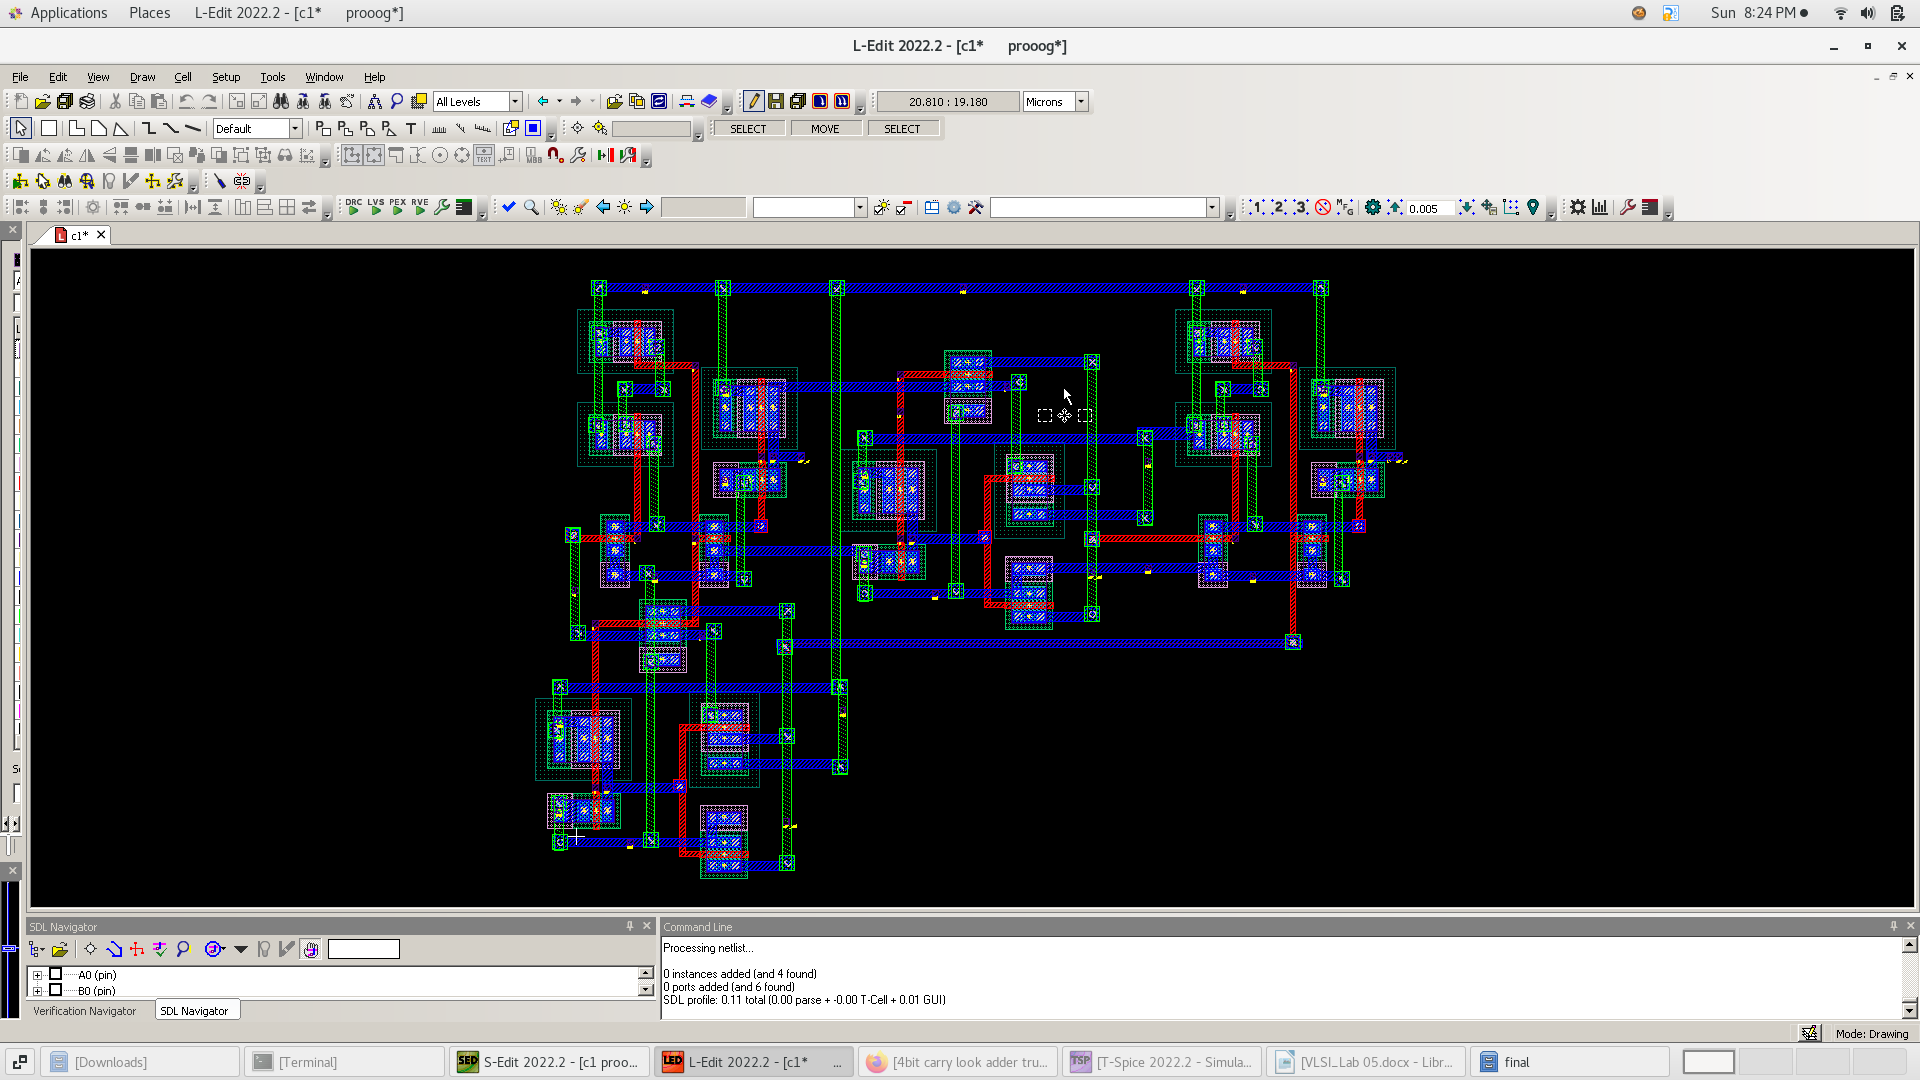 Applications Places L-Edit 2022.2 - [c1* prooog*] Sun 8:24 PM
L-Edit 2022.2 - [c1* prooog*]
File Edit View Draw Cell Setup Tools Window Help
All Levels 20.810 : 19.180 Microns
Default SELECT MOVE SELECT
DRC LVS PEX RVE 0.005
c1*
SDL Navigator
Command Line
Processing netlist...
0 instances added (and 4 found)
0 ports added (and 6 found)
SDL profile: 0.11 total (0.00 parse + -0.00 T-Cell + 0.01 GUI)
A0 (pin)
B0 (pin)
Verification Navigator SDL Navigator
Mode: Drawing
[Downloads] [Terminal] S-Edit 2022.2 - [c1 proo... L-Edit 2022.2 - [c1* ... [4bit carry look adder tru... [T-Spice 2022.2 - Simula... [VLSI_Lab 05.docx - Libr... final